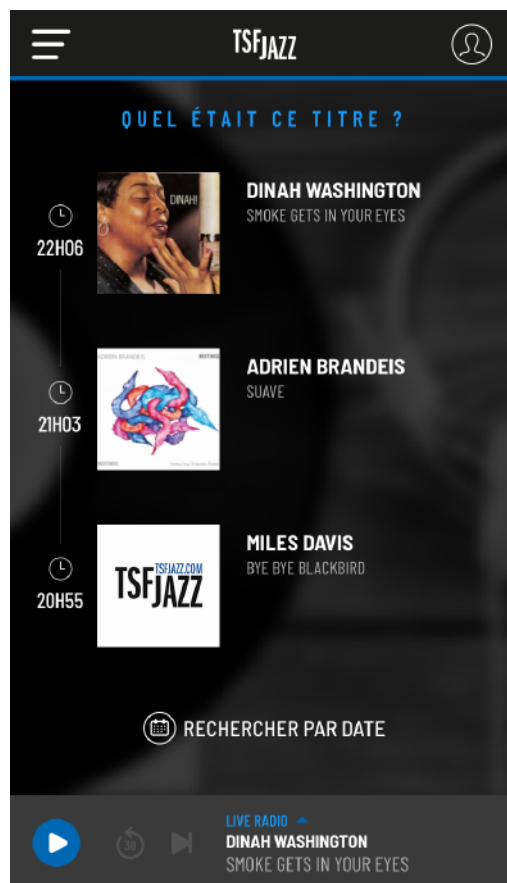 TSFJAZZ
QUEL ÉTAIT CE TITRE ?
22H06
DINAH!
DINAH WASHINGTON
SMOKE GETS IN YOUR EYES
21H03
ADRIEN BRANDEIS
MEETINGS
MEETINGS
ADRIEN BRANDEIS
SUAVE
20H55
TSFJAZZ.COM
TSFJAZZ
MILES DAVIS
BYE BYE BLACKBIRD
RECHERCHER PAR DATE
30
LIVE RADIO
DINAH WASHINGTON
SMOKE GETS IN YOUR EYES